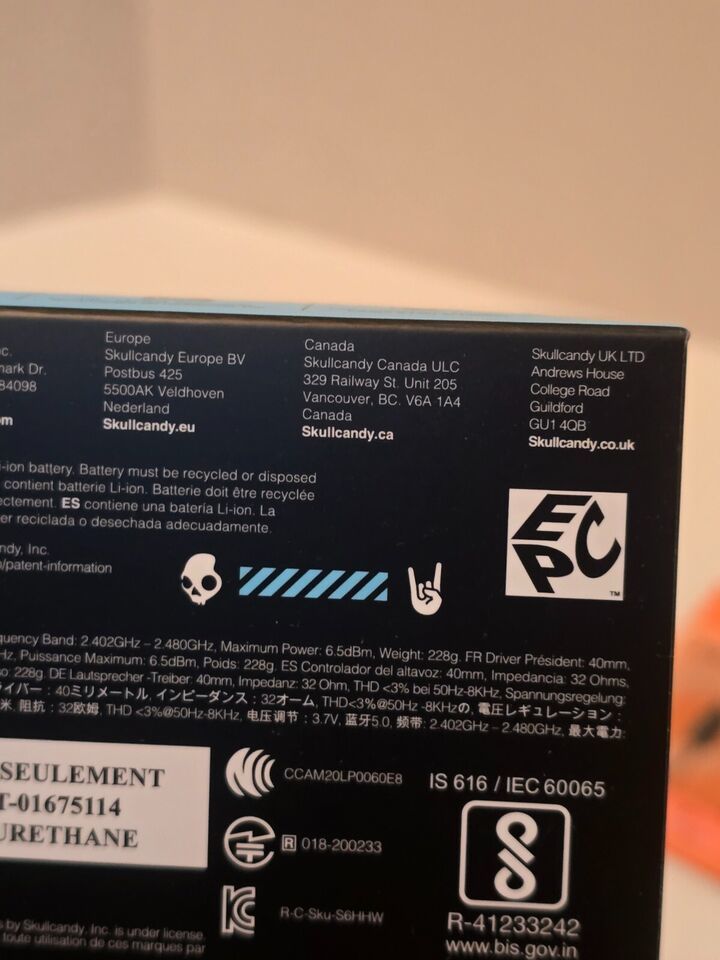 c.
mark Dr.
84098
om
Europe
Skullcandy Europe BV
Postbus 425
5500AK Veldhoven
Nederland
Skullcandy.eu
Canada
Skullcandy Canada ULC
329 Railway St. Unit 205
Vancouver, BC. V6A 1A4
Canada
Skullcandy.ca
Skullcandy UK LTD
Andrews House
College Road
Guildford
GU1 4QB
Skullcandy.co.uk
i-ion battery. Battery must be recycled or disposed
contient batterie Li-ion. Batterie doit être recyclée
ectement. ES contiene una batería Li-ion. La
er reciclada o desechada adecuadamente.
ndy, Inc.
/patent-information
EPC
TM
quency Band: 2.402GHz – 2.480GHz, Maximum Power: 6.5dBm, Weight: 228g. FR Driver Président: 40mm,
Hz, Puissance Maximum: 6.5dBm, Poids: 228g. ES Controlador del altavoz: 40mm, Impedancia: 32 Ohms,
so: 228g. DE Lautsprecher -Treiber: 40mm, Impedanz: 32 Ohm, THD <3% bei 50Hz-8KHz, Spannungsregelung:
ライバー：40ミリメートル, インピーダンス：32オーム, THD<3%@50Hz -8KHzの, 電圧レギュレーション：
米, 阻抗：32欧姆, THD <3%@50Hz-8KHz, 电压调节：3.7V, 蓝牙5.0, 频带: 2.402GHz – 2.480GHz, 最大電力:
SEULEMENT
T-01675114
URETHANE
CCAM20LP0060E8
R 018-200233
R-C-Sku-S6HHW
IS 616 / IEC 60065
R-41233242
www.bis.gov.in
s by Skullcandy, Inc. is under license.
toute utilisation de ces marques par